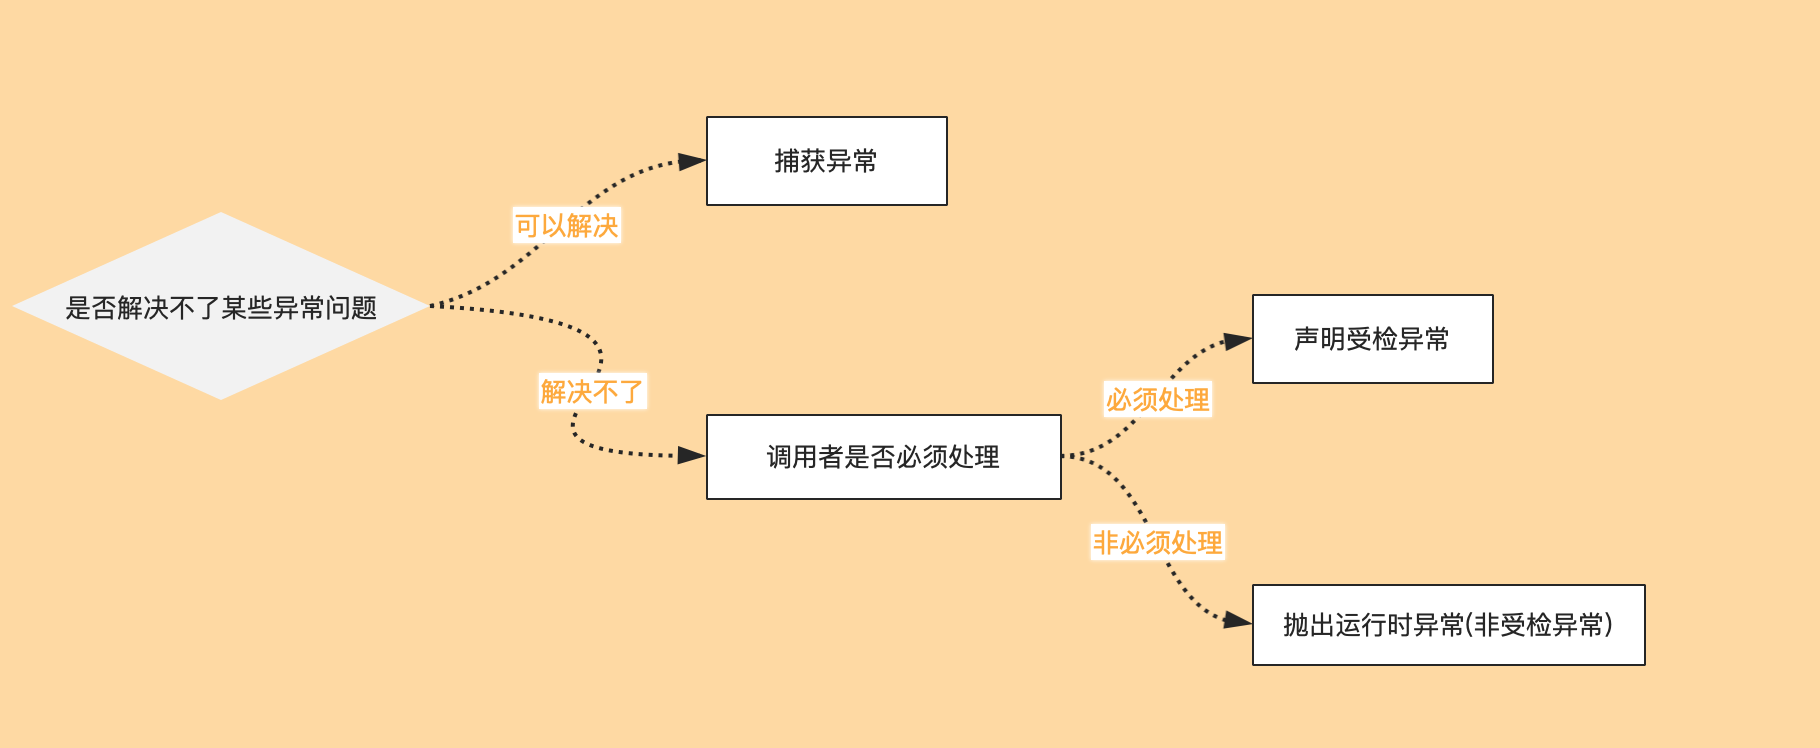 捕获异常
可以解决
是否解决不了某些异常问题
解决不了
调用者是否必须处理
声明受检异常
必须处理
非必须处理
抛出运行时异常(非受检异常)